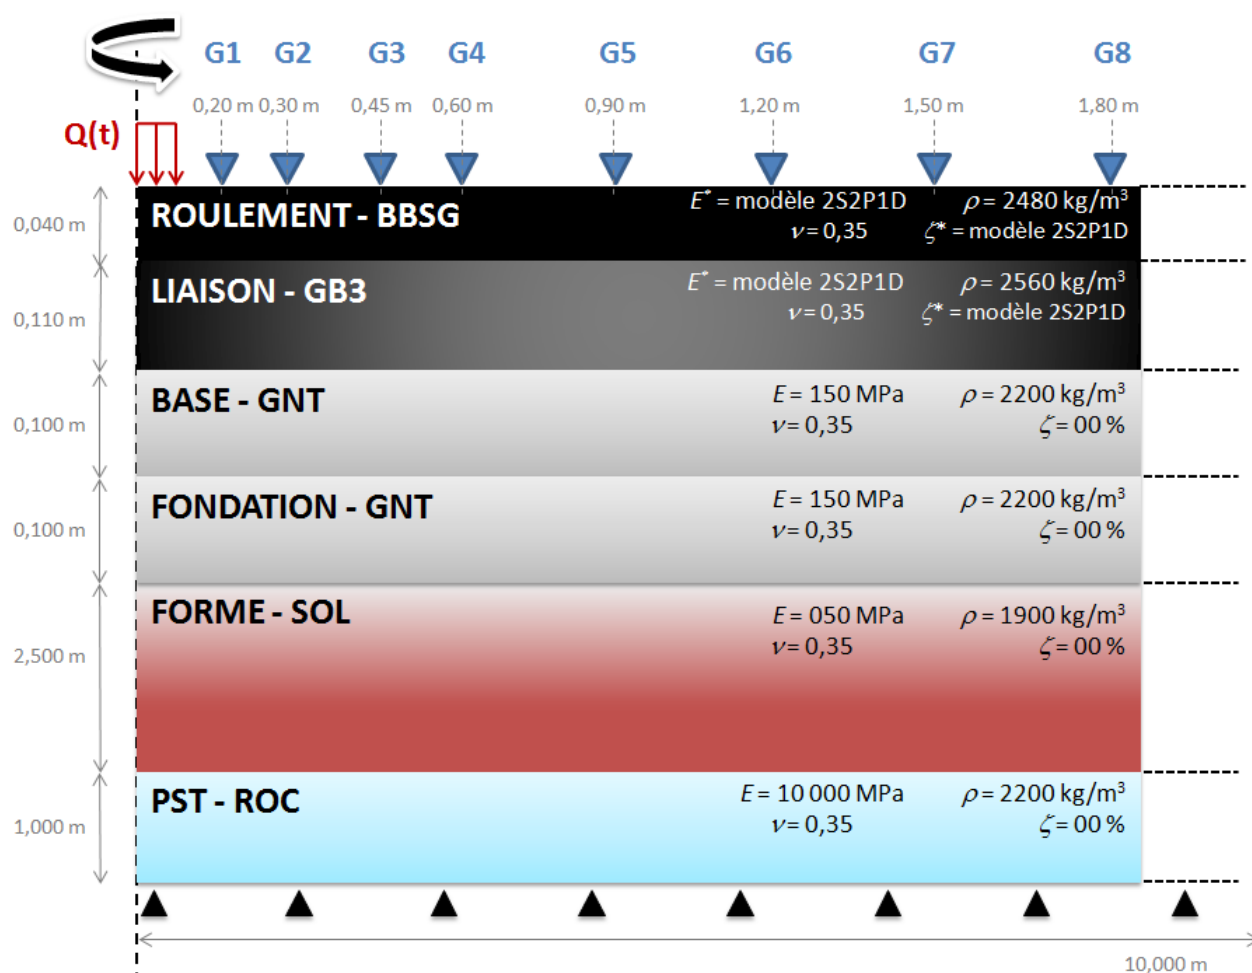 G1 G2 G3 G4 G5 G6 G7 G8
0,20 m 0,30 m 0,45 m 0,60 m 0,90 m 1,20 m 1,50 m 1,80 m
Q(t)
0,040 m
ROULEMENT - BBSG
E* = modèle 2S2P1D ρ = 2480 kg/m³
ν = 0,35 ζ* = modèle 2S2P1D
0,110 m
LIAISON - GB3
E* = modèle 2S2P1D ρ = 2560 kg/m³
ν = 0,35 ζ* = modèle 2S2P1D
0,100 m
BASE - GNT
E = 150 MPa ρ = 2200 kg/m³
ν = 0,35 ζ = 00 %
0,100 m
FONDATION - GNT
E = 150 MPa ρ = 2200 kg/m³
ν = 0,35 ζ = 00 %
2,500 m
FORME - SOL
E = 050 MPa ρ = 1900 kg/m³
ν = 0,35 ζ = 00 %
1,000 m
PST - ROC
E = 10 000 MPa ρ = 2200 kg/m³
ν = 0,35 ζ = 00 %
10,000 m